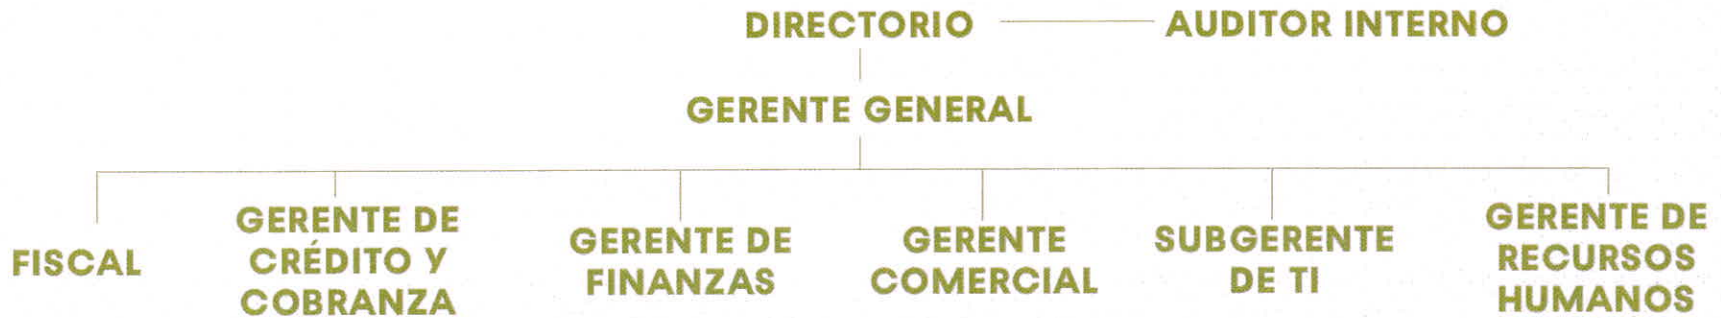 DIRECTORIO
AUDITOR INTERNO
GERENTE GENERAL
FISCAL
GERENTE DE
CRÉDITO Y
COBRANZA
GERENTE DE
FINANZAS
GERENTE
COMERCIAL
SUBGERENTE
DE TI
GERENTE DE
RECURSOS
HUMANOS